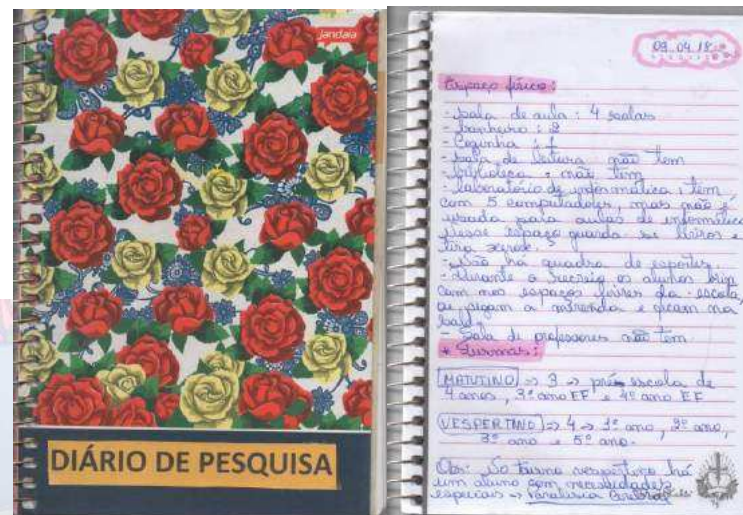 jandaia
DIÁRIO DE PESQUISA
09.04.18
Espaço físico:
- Sala de aula: 4 salas
- banheiro: 2
- Cozinha: 1
- sala de leitura não tem
- biblioteca: não tem
- laboratório de informática: tem
com 5 computadores, mas não é
usada para aulas de informática
nesse espaço guarda-se livros e
tira xerox.
- Não há quadra de esportes.
- durante o recreio os alunos brin
cam nos espaços livres da escola,
ou pegam a merenda e ficam na
sala.
- Sala de professores não tem
* Turmas:
MATUTINO => 3 -> pré-escola de
4 anos, 3º ano EF e 4º ano EF
VESPERTINO => 4 -> 1º ano, 2º ano,
3º ano e 5º ano.
Obs: No turno vespertino há
um aluno com necessidades
especiais -> Paralisia Cerebral